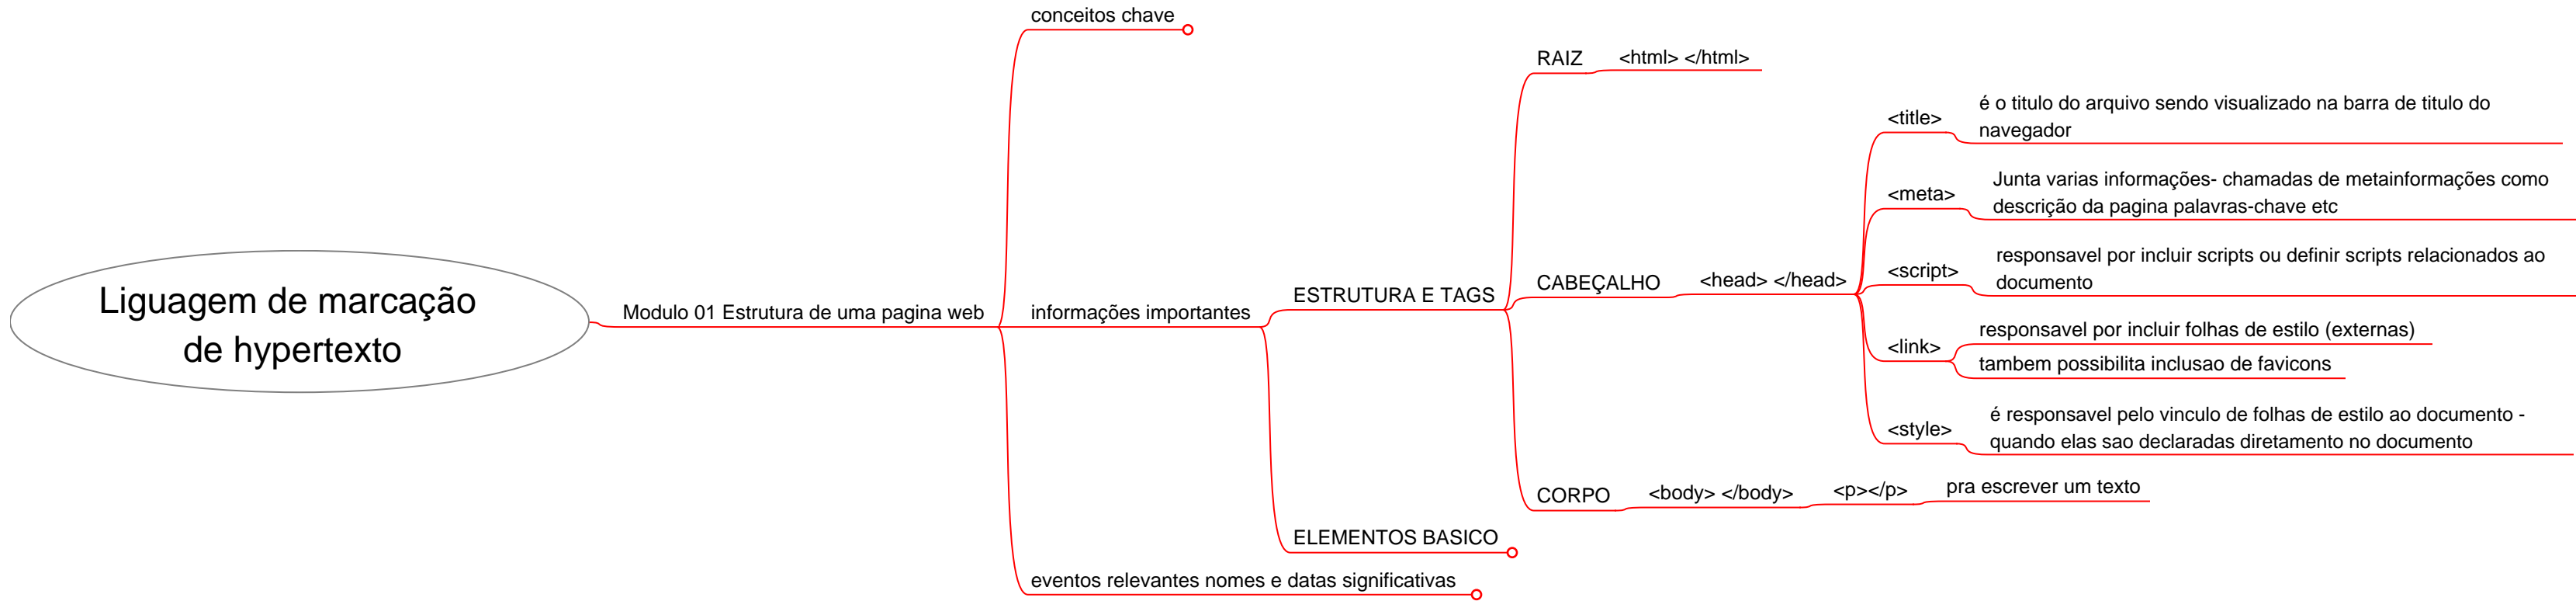 Liguagem de marcação
de hypertexto
Modulo 01 Estrutura de uma pagina web
conceitos chave
informações importantes
ESTRUTURA E TAGS
RAIZ
<html> </html>
CABEÇALHO
<head> </head>
<title>
é o titulo do arquivo sendo visualizado na barra de titulo do
navegador
<meta>
Junta varias informações- chamadas de metainformações como
descrição da pagina palavras-chave etc
<script>
responsavel por incluir scripts ou definir scripts relacionados ao
documento
<link>
responsavel por incluir folhas de estilo (externas)
tambem possibilita inclusao de favicons
<style>
é responsavel pelo vinculo de folhas de estilo ao documento -
quando elas sao declaradas diretamento no documento
CORPO
<body> </body>
<p></p>
pra escrever um texto
ELEMENTOS BASICO
eventos relevantes nomes e datas significativas